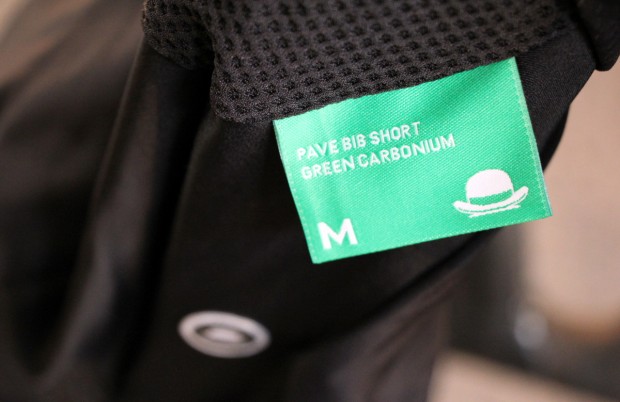 PAVE BIB SHORT
GREEN CARBONIUM
M